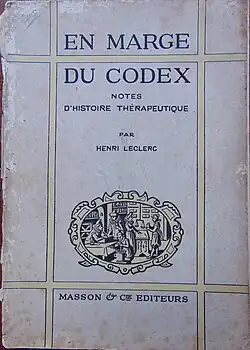 EN MARGE
DU CODEX
NOTES
D'HISTOIRE THÉRAPEUTIQUE
PAR
HENRI LECLERC
MASSON & Cie EDITEURS